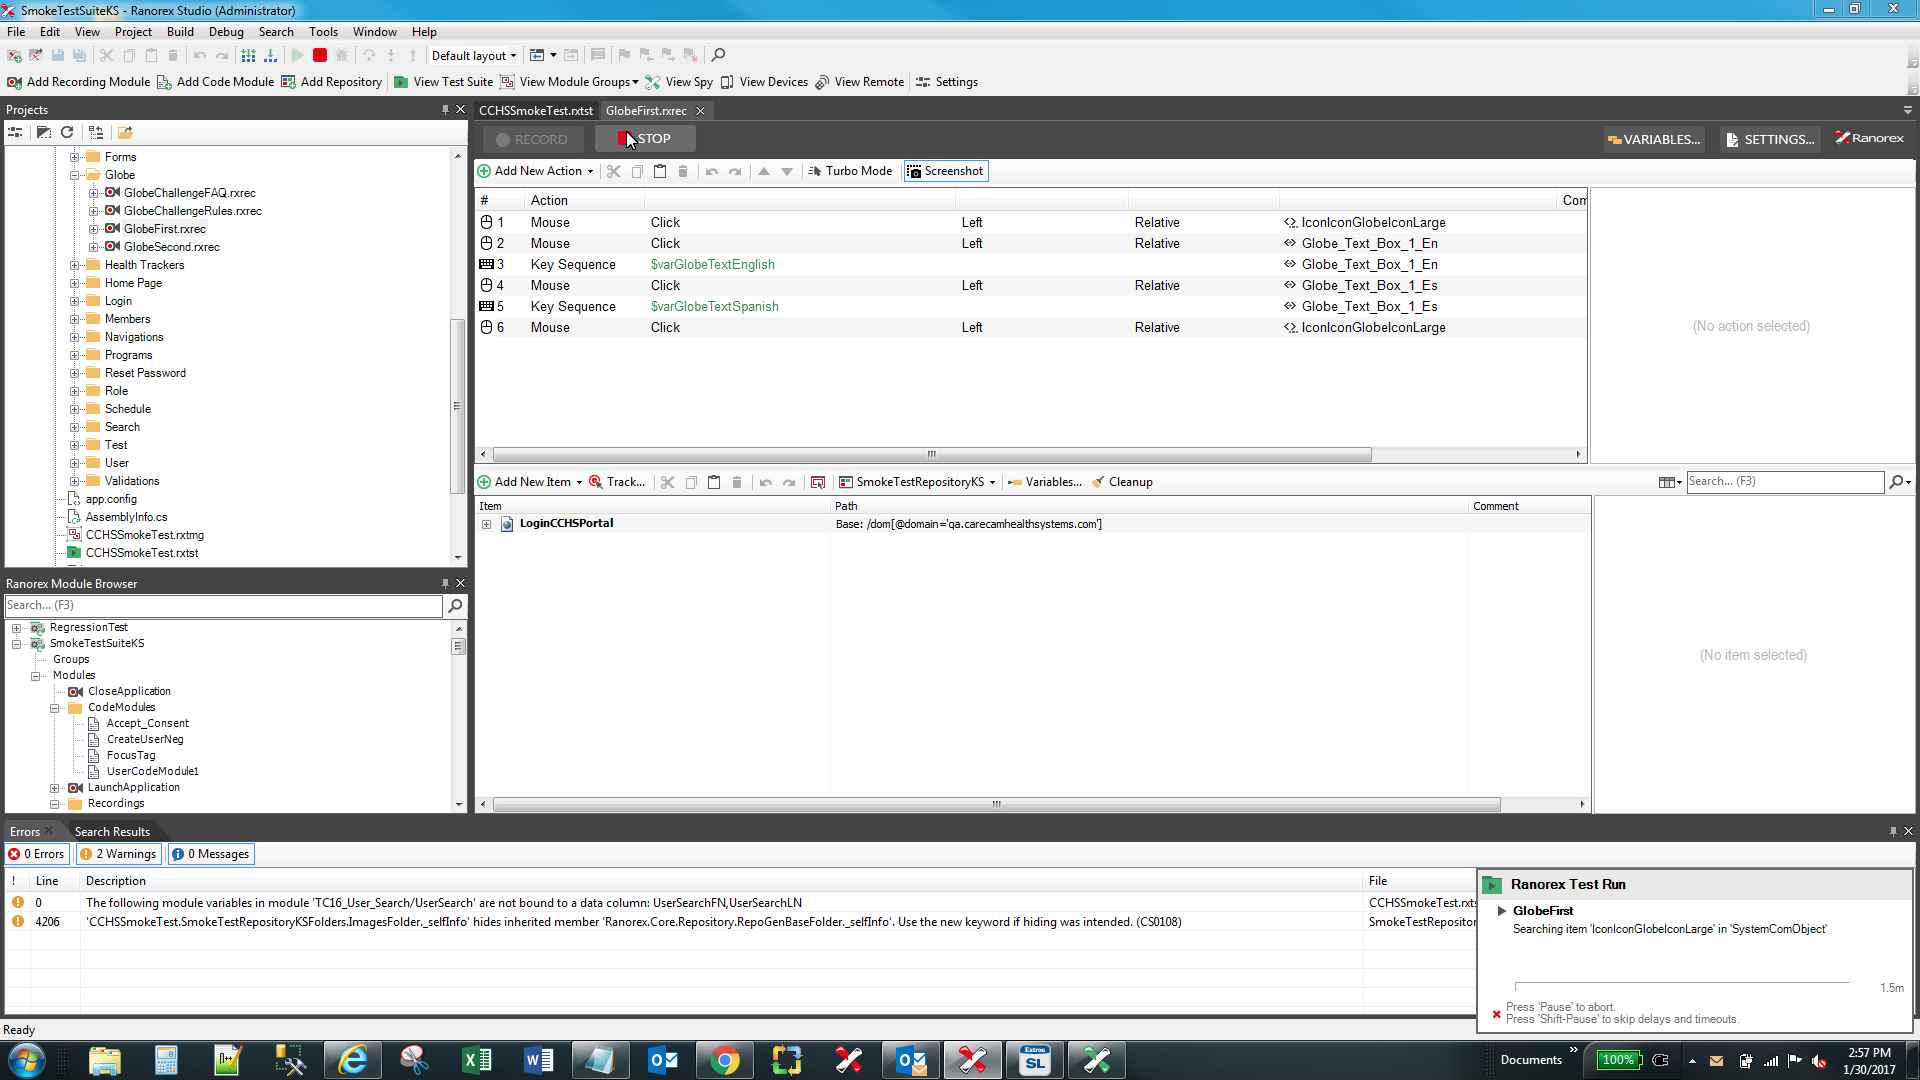 SmokeTestSuiteKS - Ranorex Studio (Administrator)
File Edit View Project Build Debug Search Tools Window Help
Default layout
Add Recording Module Add Code Module Add Repository View Test Suite View Module Groups View Spy View Devices View Remote Settings
Projects
Forms
Globe
GlobeChallengeFAQ.rxrec
GlobeChallengeRules.rxrec
GlobeFirst.rxrec
GlobeSecond.rxrec
Health Trackers
Home Page
Login
Members
Navigations
Programs
Reset Password
Role
Schedule
Search
Test
User
Validations
app.config
AssemblyInfo.cs
CCHSSmokeTest.rxtmg
CCHSSmokeTest.rxtst
Ranorex Module Browser
Search... (F3)
RegressionTest
SmokeTestSuiteKS
Groups
Modules
CloseApplication
CodeModules
Accept_Consent
CreateUserNeg
FocusTag
UserCodeModule1
LaunchApplication
Recordings
CCHSSmokeTest.rxtst GlobeFirst.rxrec
RECORD STOP VARIABLES... SETTINGS... Ranorex
Add New Action Turbo Mode Screenshot
# Action Com
1 Mouse Click Left Relative IconIconGlobeIconLarge
2 Mouse Click Left Relative Globe_Text_Box_1_En
3 Key Sequence $varGlobeTextEnglish Globe_Text_Box_1_En
4 Mouse Click Left Relative Globe_Text_Box_1_Es
5 Key Sequence $varGlobeTextSpanish Globe_Text_Box_1_Es
6 Mouse Click Left Relative IconIconGlobeIconLarge
(No action selected)
Add New Item Track... SmokeTestRepositoryKS Variables... Cleanup Search... (F3)
Item Path Comment
LoginCCHSPortal Base: /dom[@domain='qa.carecamhealthsystems.com']
(No item selected)
Errors Search Results
0 Errors 2 Warnings 0 Messages
! Line Description File
0 The following module variables in module 'TC16_User_Search/UserSearch' are not bound to a data column: UserSearchFN,UserSearchLN CCHSSmokeTest.rxts
4206 'CCHSSmokeTest.SmokeTestRepositoryKSFolders.ImagesFolder._selfInfo' hides inherited member 'Ranorex.Core.Repository.RepoGenBaseFolder._selfInfo'. Use the new keyword if hiding was intended. (CS0108) SmokeTestRepositor
Ranorex Test Run
GlobeFirst
Searching item 'IconIconGlobeIconLarge' in 'SystemComObject'
1.5m
Press 'Pause' to abort.
Press 'Shift-Pause' to skip delays and timeouts.
Ready
Extron
SL
Documents
100%
2:57 PM
1/30/2017